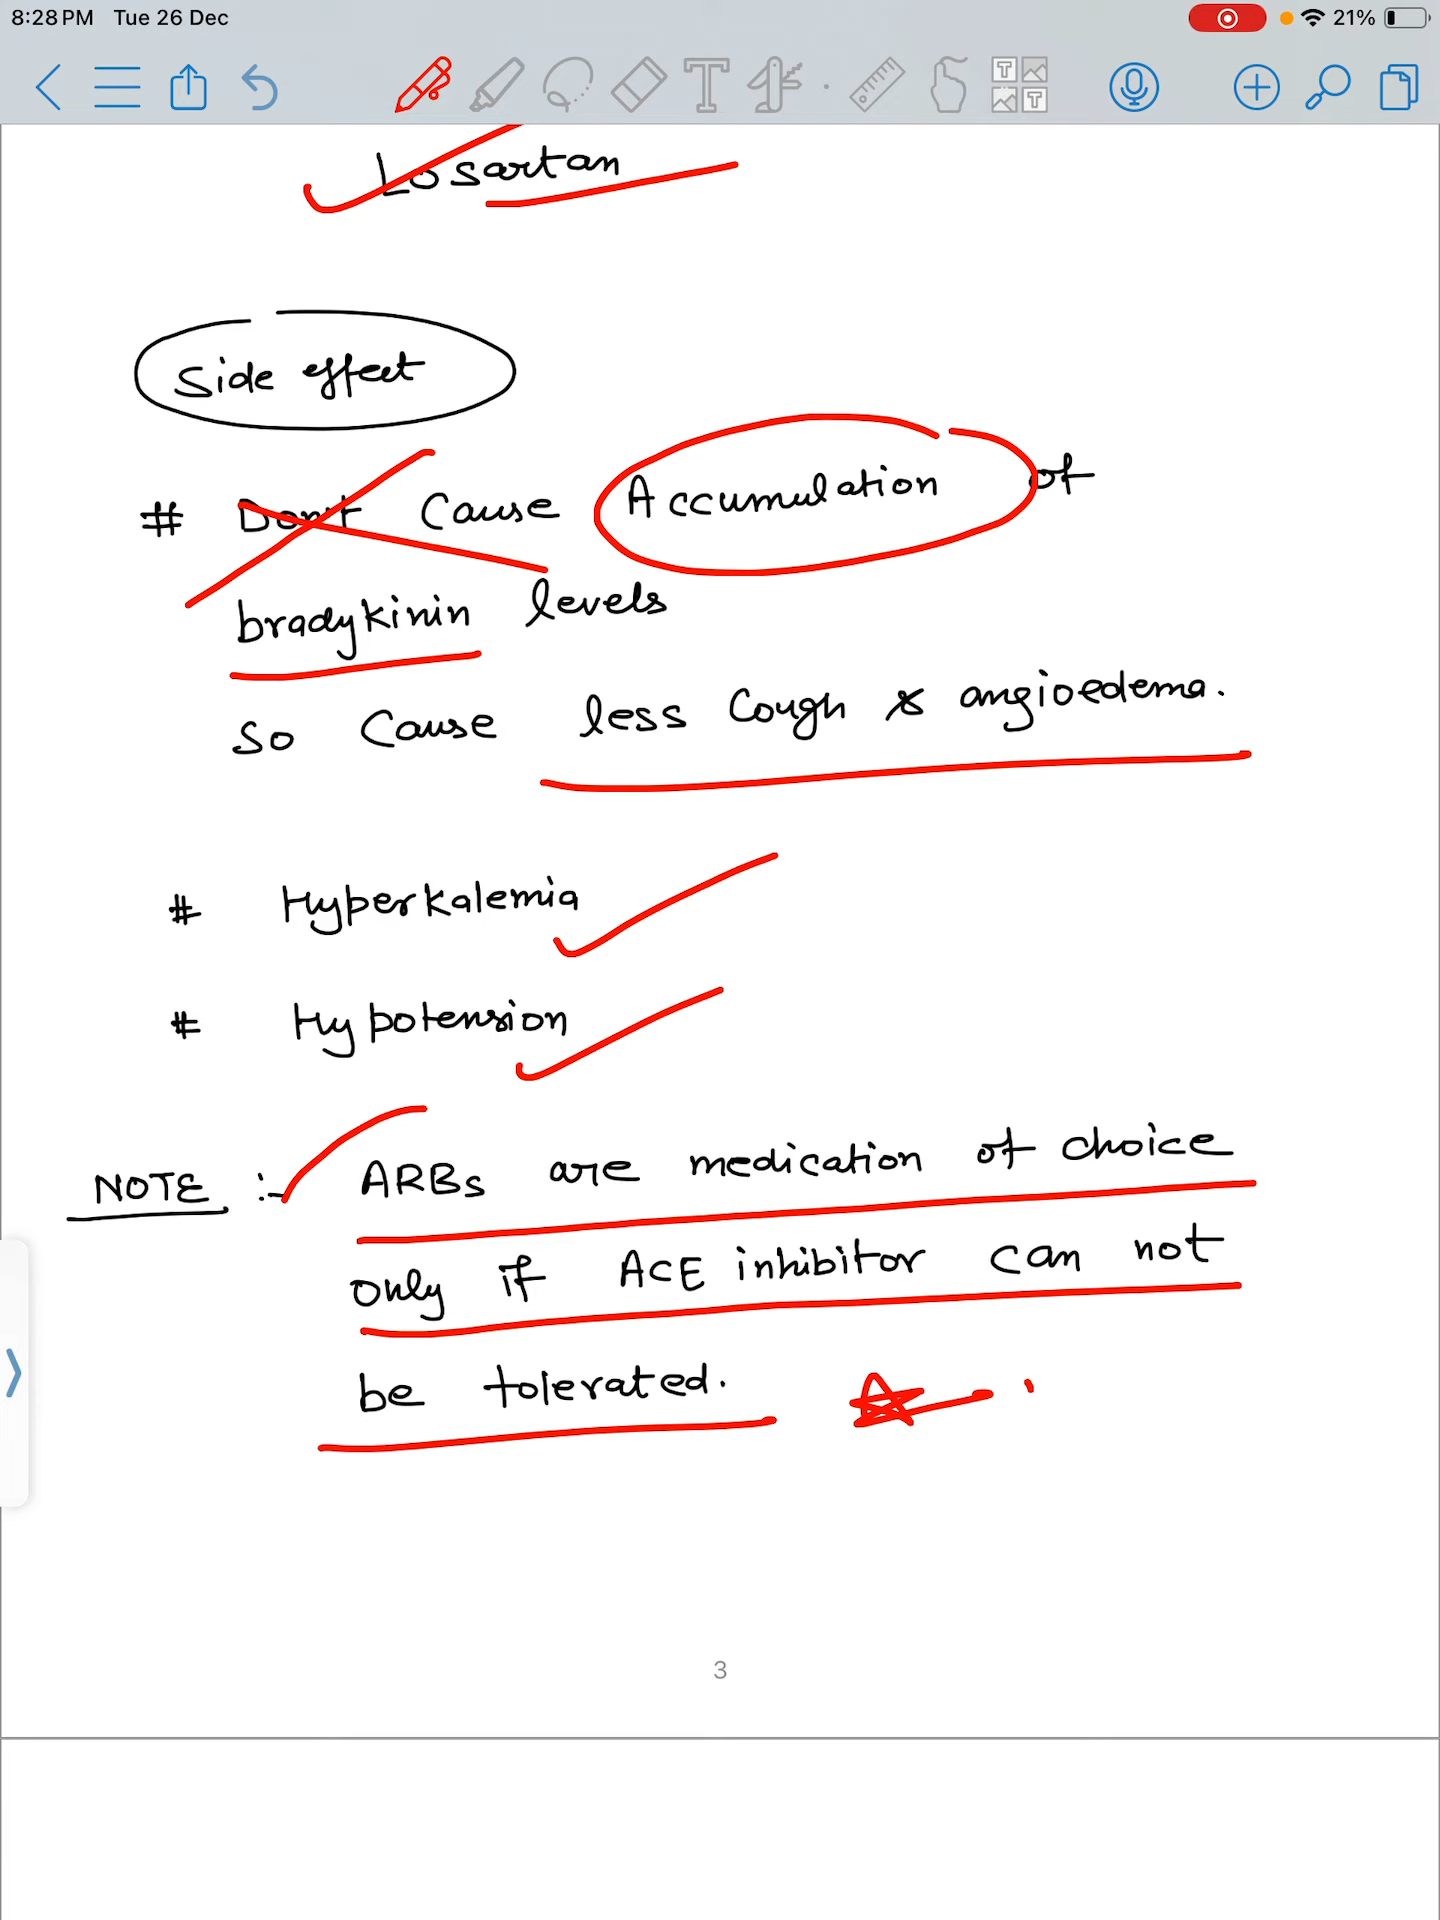 8:28 PM Tue 26 Dec 21%
Losartan
Side effect
# Don't Cause Accumulation of
bradykinin levels
So Cause less Cough & angioedema.
# Hyperkalemia
# Hypotension
NOTE :- ARBs are medication of choice
only if ACE inhibitor can not
be tolerated.
3